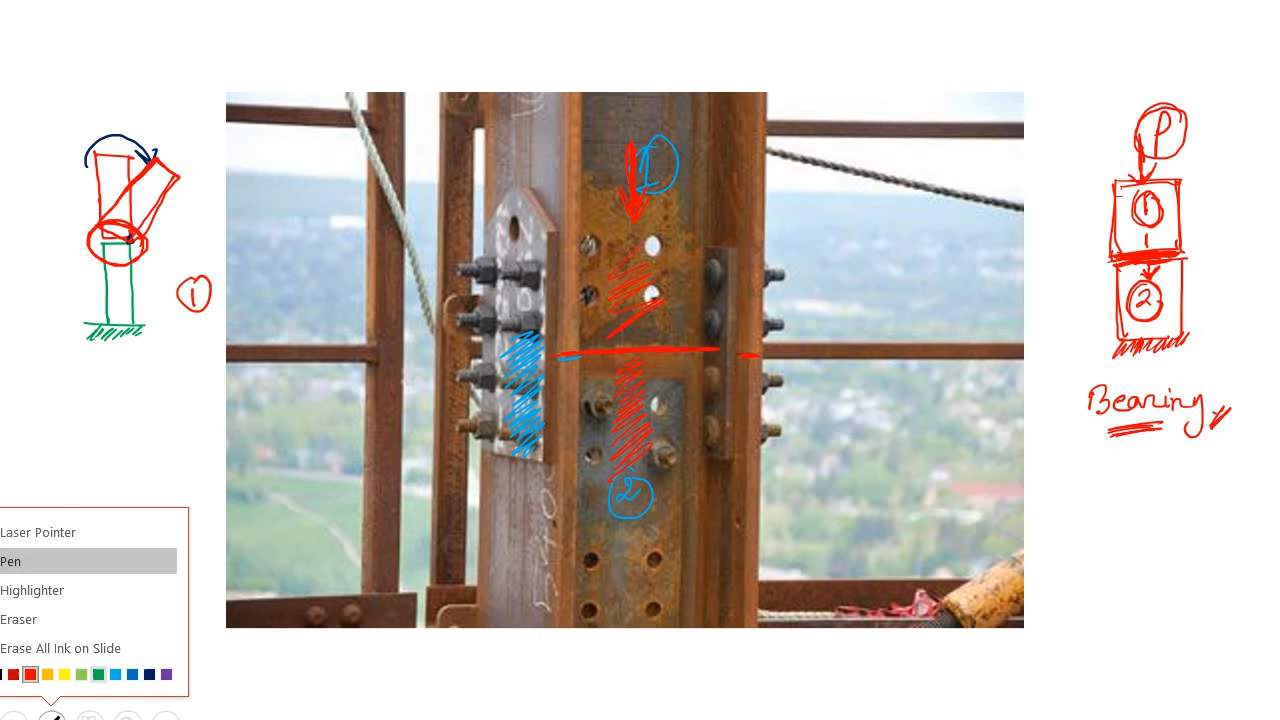 P
1
2
Bearing
1
1
2
Laser Pointer
Pen
Highlighter
Eraser
Erase All Ink on Slide